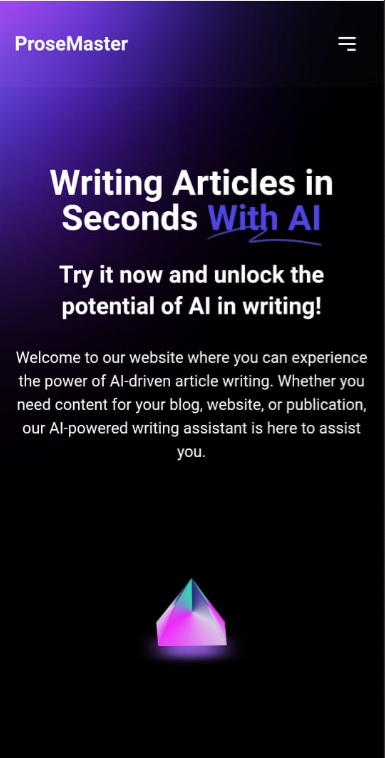 ProseMaster
Writing Articles in
Seconds With AI
Try it now and unlock the
potential of AI in writing!
Welcome to our website where you can experience
the power of AI-driven article writing. Whether you
need content for your blog, website, or publication,
our AI-powered writing assistant is here to assist
you.